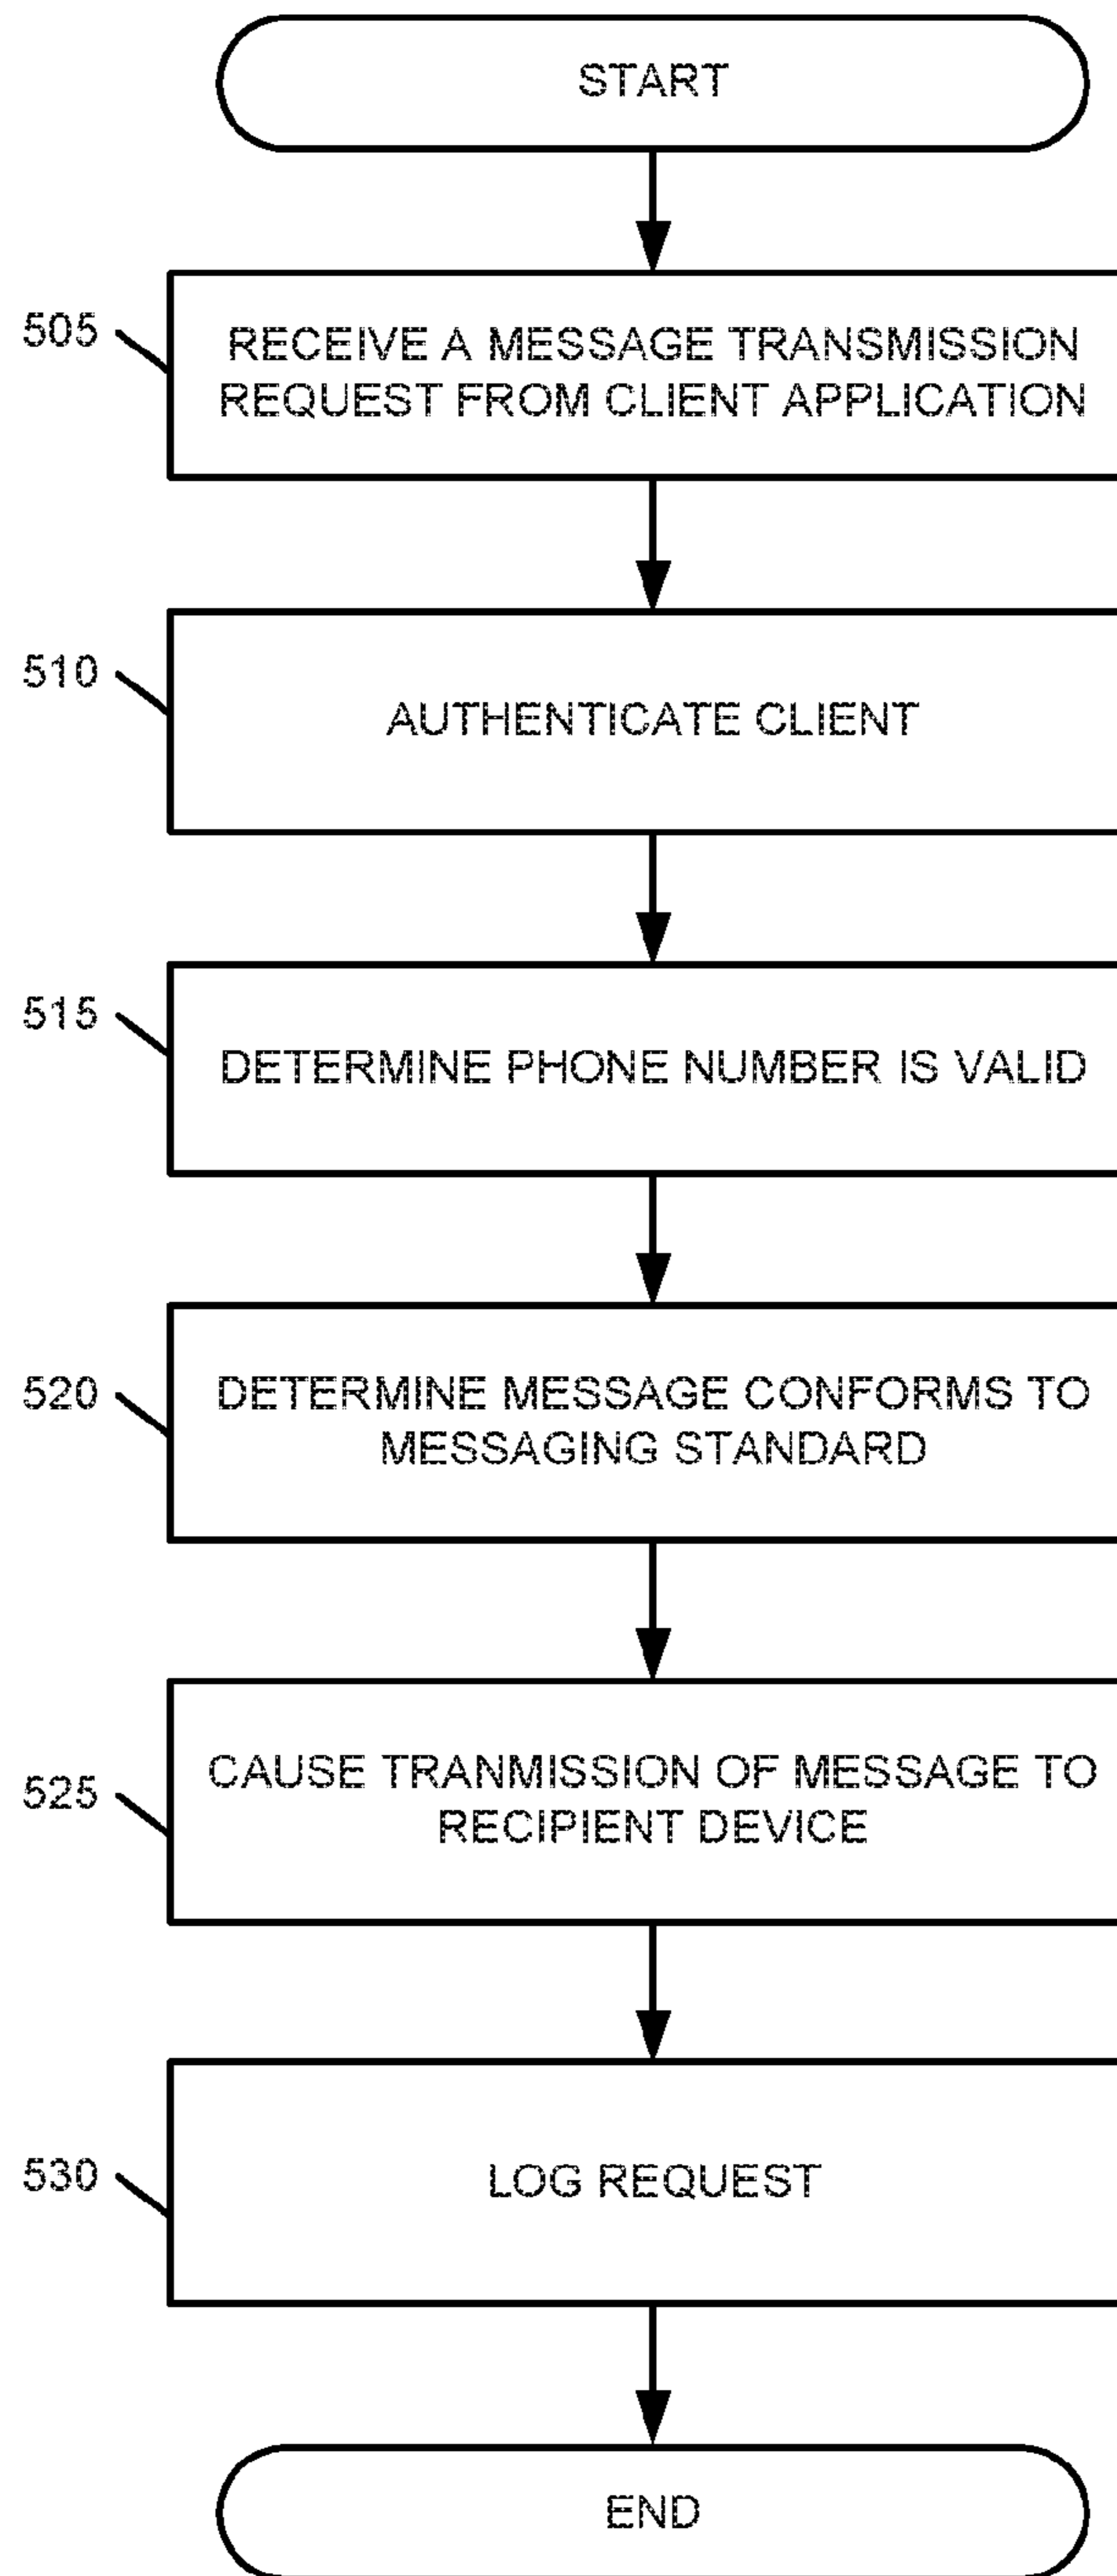 START
505
RECEIVE A MESSAGE TRANSMISSION
REQUEST FROM CLIENT APPLICATION
510
AUTHENTICATE CLIENT
515
DETERMINE PHONE NUMBER IS VALID
520
DETERMINE MESSAGE CONFORMS TO
MESSAGING STANDARD
525
CAUSE TRANMISSION OF MESSAGE TO
RECIPIENT DEVICE
530
LOG REQUEST
END